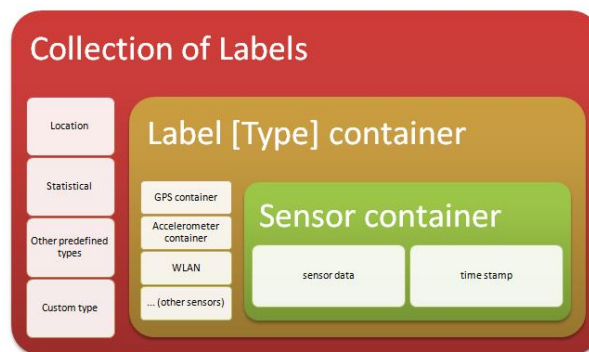 Collection of Labels
Location
Statistical
Other predefined
types
Custom type
Label [Type] container
GPS container
Accelerometer
container
WLAN
... (other sensors)
Sensor container
sensor data
time stamp